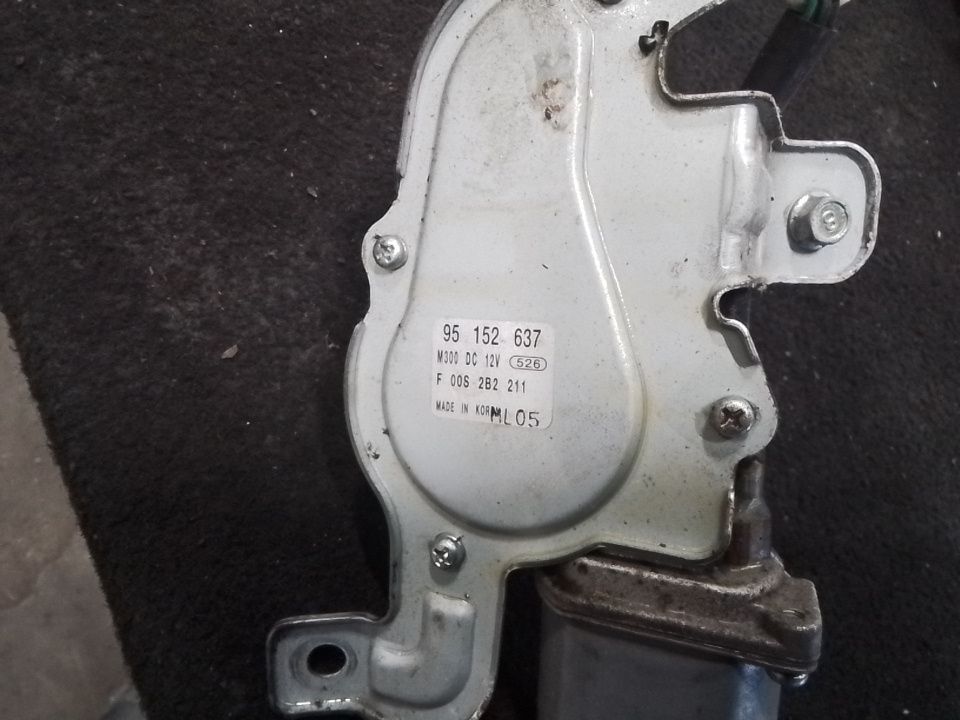 95 152 637
M300 DC 12V 526
F 00S 2B2 211
MADE IN KOR
ML05